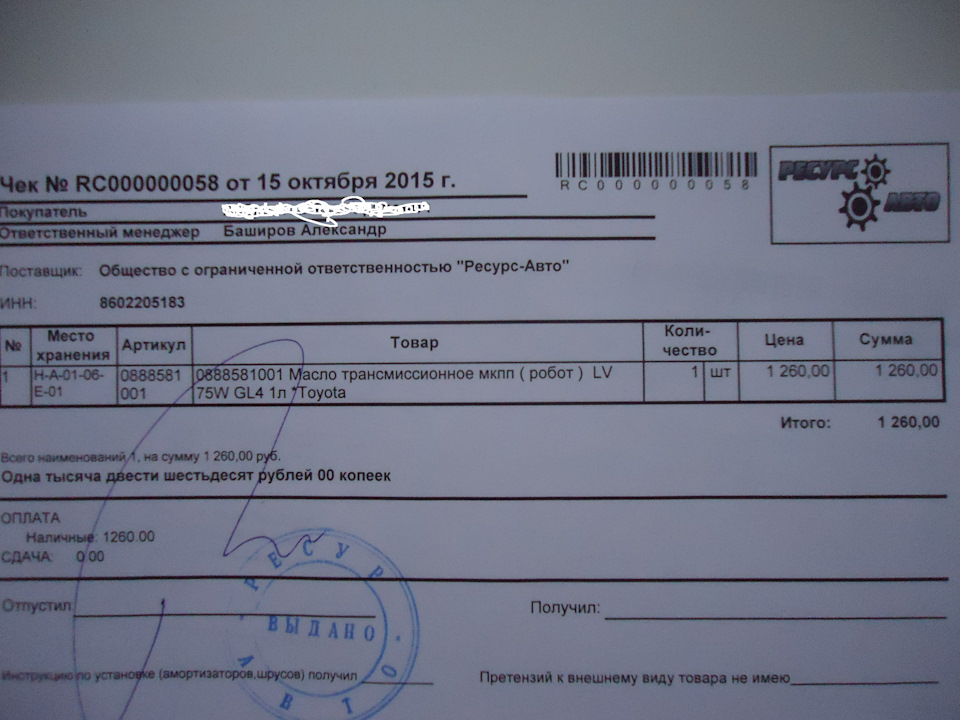 Чек № RC000000058 от 15 октября 2015 г.
RC000000058
РЕСУРС
АВТО
Покупатель
Ответственный менеджер Баширов Александр
Поставщик: Общество с ограниченной ответственностью "Ресурс-Авто"
ИНН: 8602205183
№ Место хранения Артикул Товар Коли-чество Цена Сумма
1 Н-А-01-06- 0888581 0888581001 Масло трансмиссионное мкпп ( робот ) LV 1 шт 1 260,00 1 260,00
Е-01 001 75W GL4 1л *Toyota
Итого: 1 260,00
Всего наименований 1, на сумму 1 260,00 руб.
Одна тысяча двести шестьдесят рублей 00 копеек
ОПЛАТА
Наличные: 1260.00
СДАЧА: 0.00
Отпустил Получил:
РЕСУР
ВЫДАНО
АВТО
Инструкцию по установке (амортизаторов,шрусов) получил Претензий к внешнему виду товара не имею